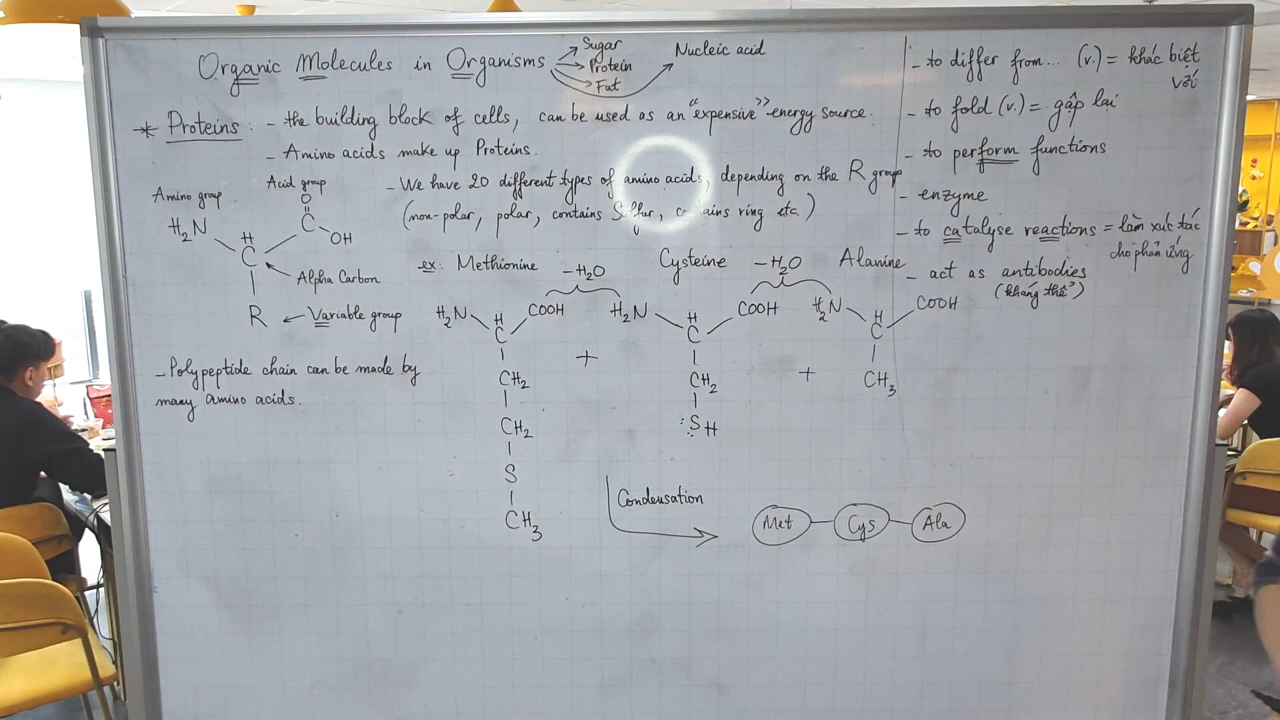 Organic Molecules in Organisms
Sugar
Protein
Fat
Nucleic acid
* Proteins: - the building block of cells, can be used as an "expensive" energy source.
- Amino acids make up Proteins.
- We have 20 different types of amino acids, depending on the R group
(non-polar, polar, contains Sulfur, contains ring etc.)
Amino group
Acid group
H₂N
H
C
O
C
OH
Alpha Carbon
R
Variable group
- Polypeptide chain can be made by
many amino acids.
ex: Methionine
-H₂O
Cysteine
-H₂O
Alanine
H₂N
H
C
COOH
CH₂
CH₂
S
CH₃
+
H₂N
H
C
COOH
CH₂
SH
+
H₂N
H
C
COOH
CH₃
Condensation
Met
Cys
Ala
- to differ from... (v.) = khác biệt
với
- to fold (v.) = gập lại
- to perform functions
- enzyme
- to catalyse reactions = làm xúc tác
cho phản ứng
- act as antibodies
(kháng thể)